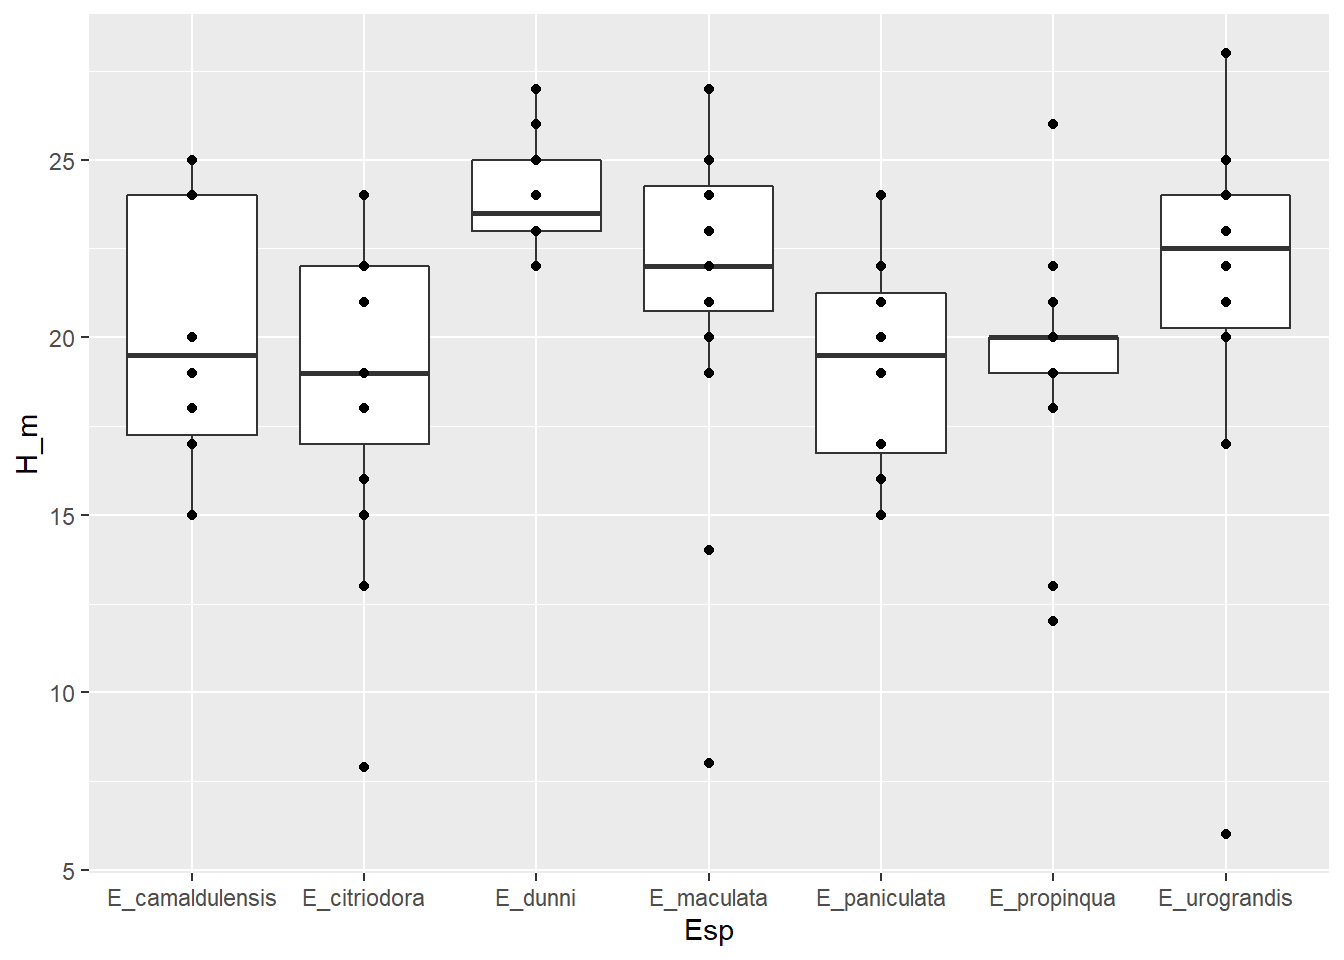 H_m
25
20
15
10
5
E_camaldulensis E_citriodora E_dunni E_maculata E_paniculata E_propinqua E_urograndis
Esp